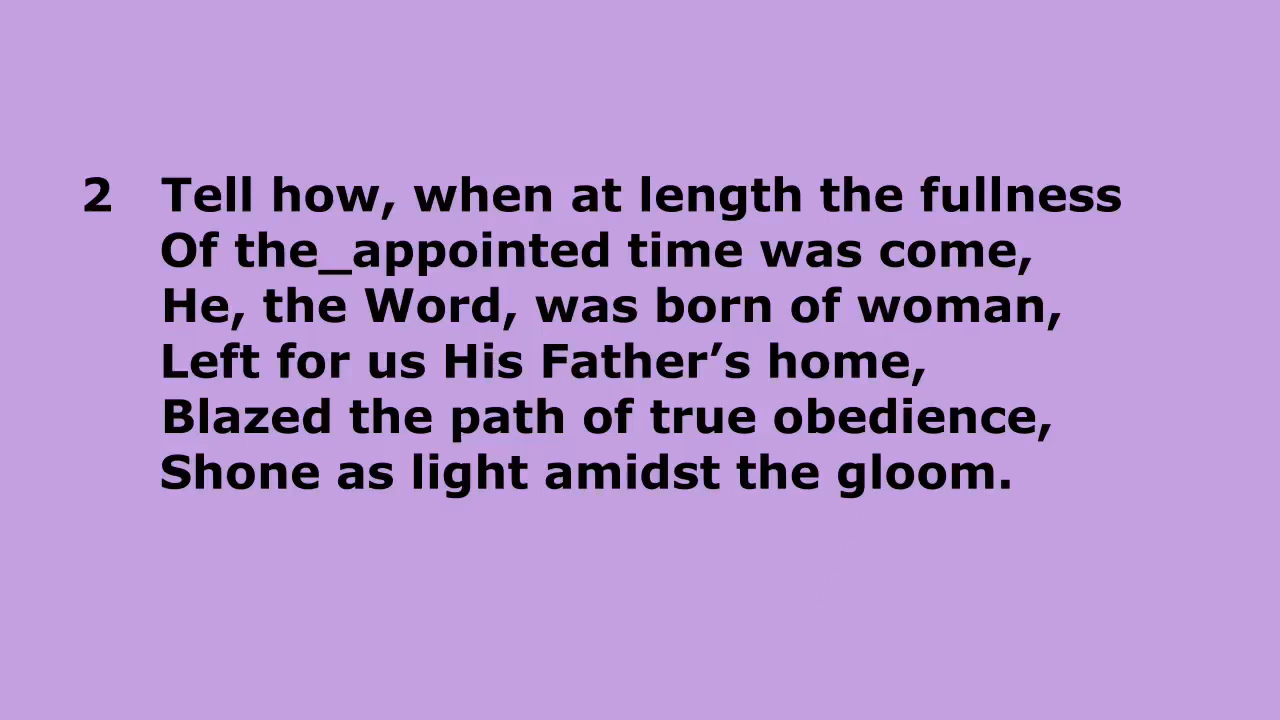 2 Tell how, when at length the fullness
Of the_appointed time was come,
He, the Word, was born of woman,
Left for us His Father’s home,
Blazed the path of true obedience,
Shone as light amidst the gloom.